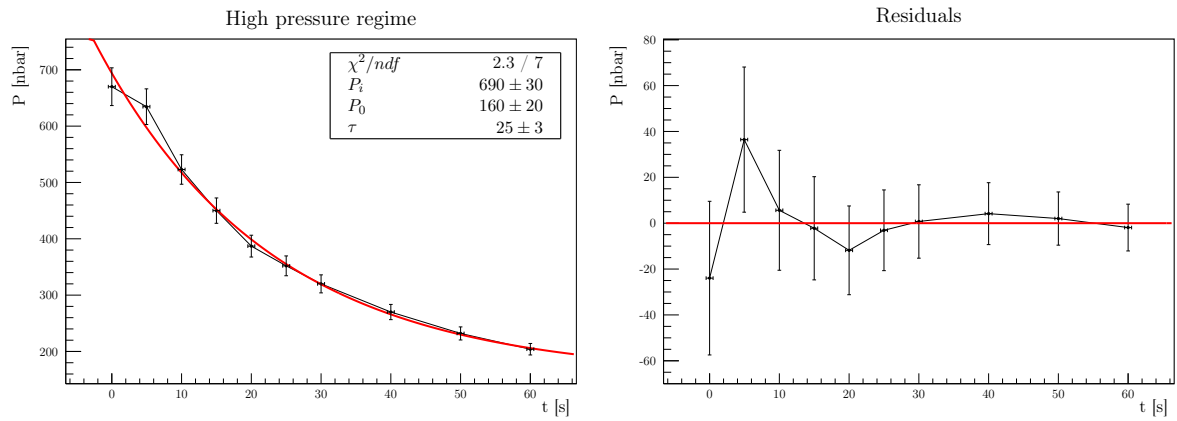 High pressure regime
P [nbar]
700
600
500
400
300
200
0 10 20 30 40 50 60
t [s]
χ²/ndf 2.3 / 7
P_i 690 ± 30
P_0 160 ± 20
τ 25 ± 3
Residuals
P [nbar]
80
60
40
20
0
-20
-40
-60
0 10 20 30 40 50 60
t [s]